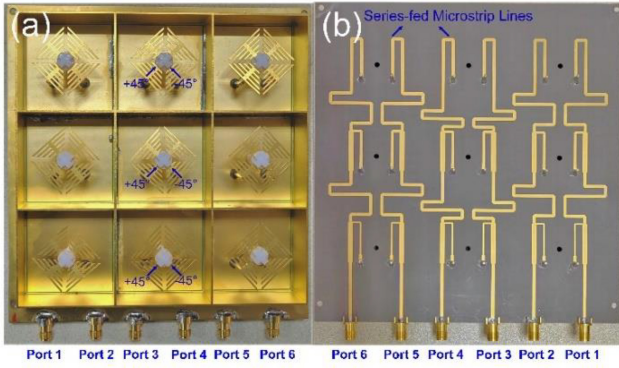 (a)
+45° -45°
+45° -45°
+45° -45°
Port 1 Port 2 Port 3 Port 4 Port 5 Port 6
(b)
Series-fed Microstrip Lines
Port 6 Port 5 Port 4 Port 3 Port 2 Port 1